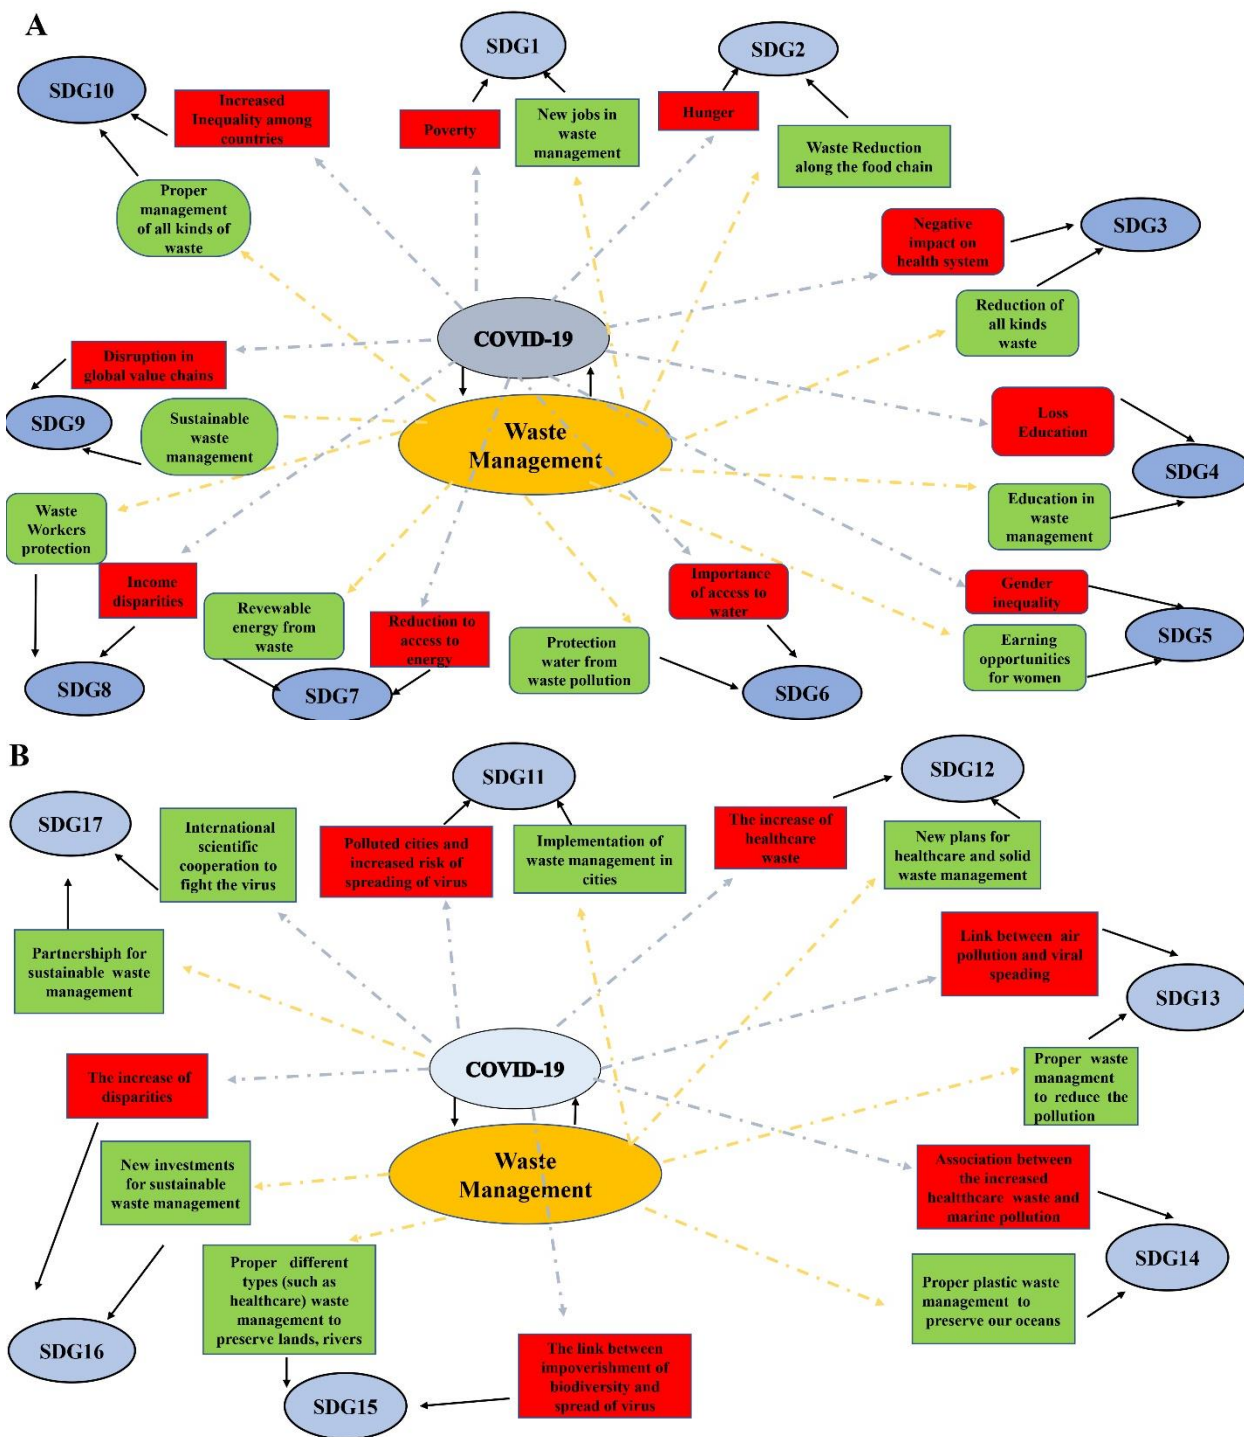 A
SDG1
SDG2
SDG10
Increased
Inequality among
countries
Poverty
New jobs in
waste
management
Hunger
Waste Reduction
along the food chain
Proper
management
of all kinds of
waste
Negative
impact on
health system
SDG3
Reduction of
all kinds
waste
COVID-19
Disruption in
global value chains
SDG9
Sustainable
waste
management
Waste
Management
Loss
Education
SDG4
Education in
waste
management
Waste
Workers
protection
Income
disparities
SDG8
Revewable
energy from
waste
Reduction to
access to
energy
SDG7
Protection
water from
waste pollution
Importance
of access to
water
SDG6
Gender
inequality
SDG5
Earning
opportunities
for women
B
SDG11
SDG12
SDG17
International
scientific
cooperation to
fight the virus
Polluted cities and
increased risk of
spreading of virus
Implementation of
waste management in
cities
The increase of
healthcare
waste
New plans for
healthcare and solid
waste management
Partnershiph for
sustainable waste
management
Link between air
pollution and viral
speading
SDG13
Proper waste
managment
to reduce the
pollution
COVID-19
The increase of
disparities
Waste
Management
New investments
for sustainable
waste management
Association between
the increased
healthcare waste and
marine pollution
SDG14
Proper plastic waste
management to
preserve our oceans
Proper different
types (such as
healthcare) waste
management to
preserve lands, rivers
SDG16
SDG15
The link between
impoverishment of
biodiversity and
spread of virus